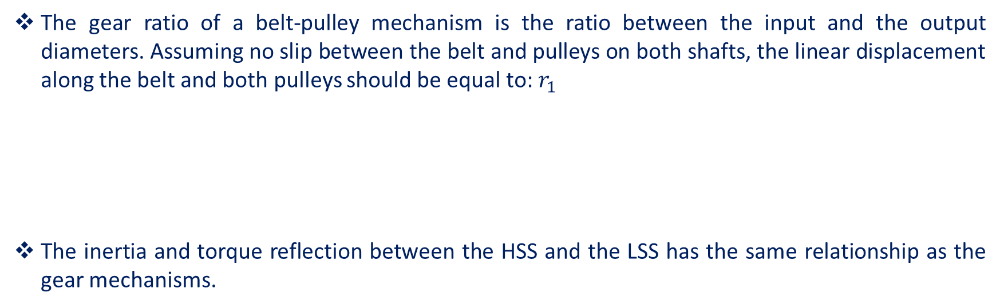 ❖ The gear ratio of a belt-pulley mechanism is the ratio between the input and the output
diameters. Assuming no slip between the belt and pulleys on both shafts, the linear displacement
along the belt and both pulleys should be equal to: r₁
❖ The inertia and torque reflection between the HSS and the LSS has the same relationship as the
gear mechanisms.